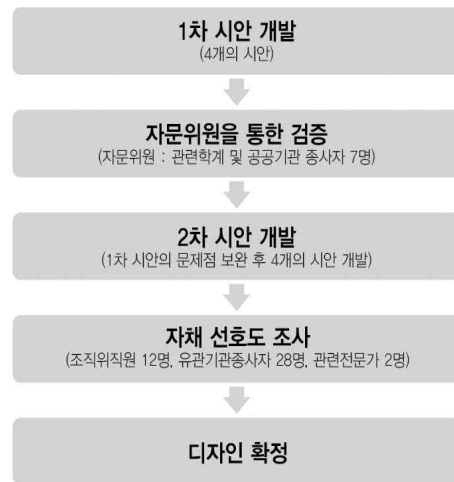 1차 시안 개발
(4개의 시안)
자문위원을 통한 검증
(자문위원 : 관련학계 및 공공기관 종사자 7명)
2차 시안 개발
(1차 시안의 문제점 보완 후 4개의 시안 개발)
자채 선호도 조사
(조직위직원 12명, 유관기관종사자 28명, 관련전문가 2명)
디자인 확정